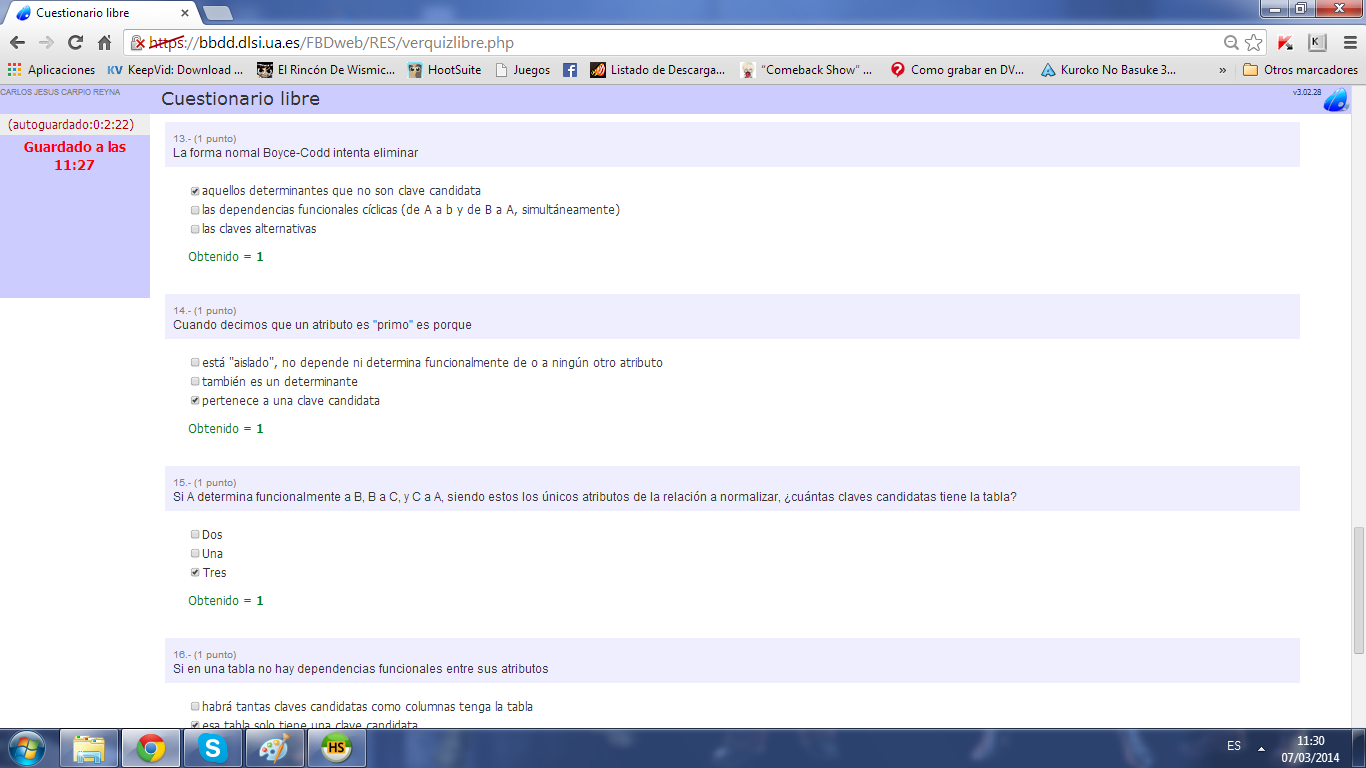 Cuestionario libre
https://bbdd.dlsi.ua.es/FBDweb/RES/verquizlibre.php
K
Aplicaciones
KV KeepVid: Download ...
El Rincón De Wismic...
HootSuite
Juegos
Listado de Descarga...
“Comeback Show” ...
Como grabar en DV...
Kuroko No Basuke 3...
»
Otros marcadores
CARLOS JESUS CARPIO REYNA
Cuestionario libre
v3.02.28
(autoguardado:0:2:22)
Guardado a las
11:27
13.- (1 punto)
La forma nomal Boyce-Codd intenta eliminar
aquellos determinantes que no son clave candidata
las dependencias funcionales cíclicas (de A a b y de B a A, simultáneamente)
las claves alternativas
Obtenido = 1
14.- (1 punto)
Cuando decimos que un atributo es "primo" es porque
está "aislado", no depende ni determina funcionalmente de o a ningún otro atributo
también es un determinante
pertenece a una clave candidata
Obtenido = 1
15.- (1 punto)
Si A determina funcionalmente a B, B a C, y C a A, siendo estos los únicos atributos de la relación a normalizar, ¿cuántas claves candidatas tiene la tabla?
Dos
Una
Tres
Obtenido = 1
16.- (1 punto)
Si en una tabla no hay dependencias funcionales entre sus atributos
habrá tantas claves candidatas como columnas tenga la tabla
esa tabla solo tiene una clave candidata
HS
ES
11:30
07/03/2014